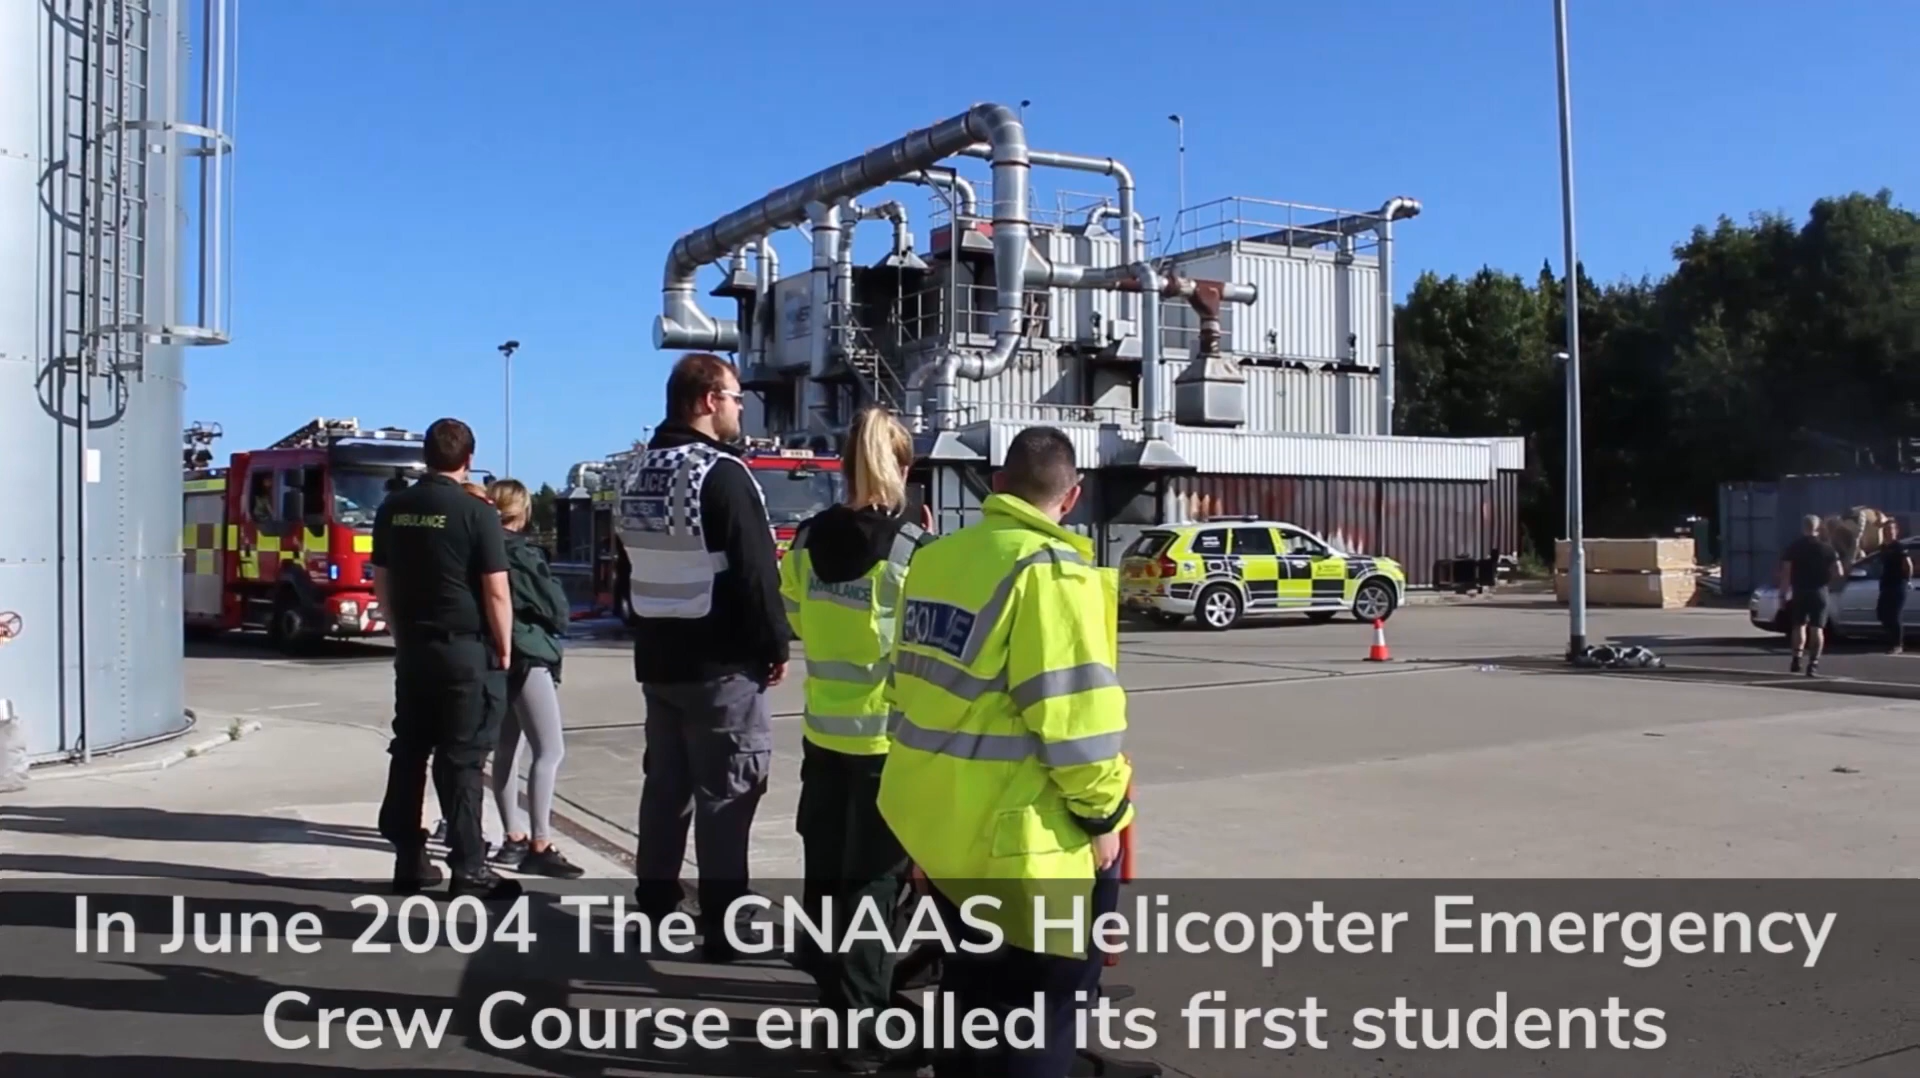 AMBULANCE
POLICE
AMBULANCE
POLICE
In June 2004 The GNAAS Helicopter Emergency
Crew Course enrolled its first students